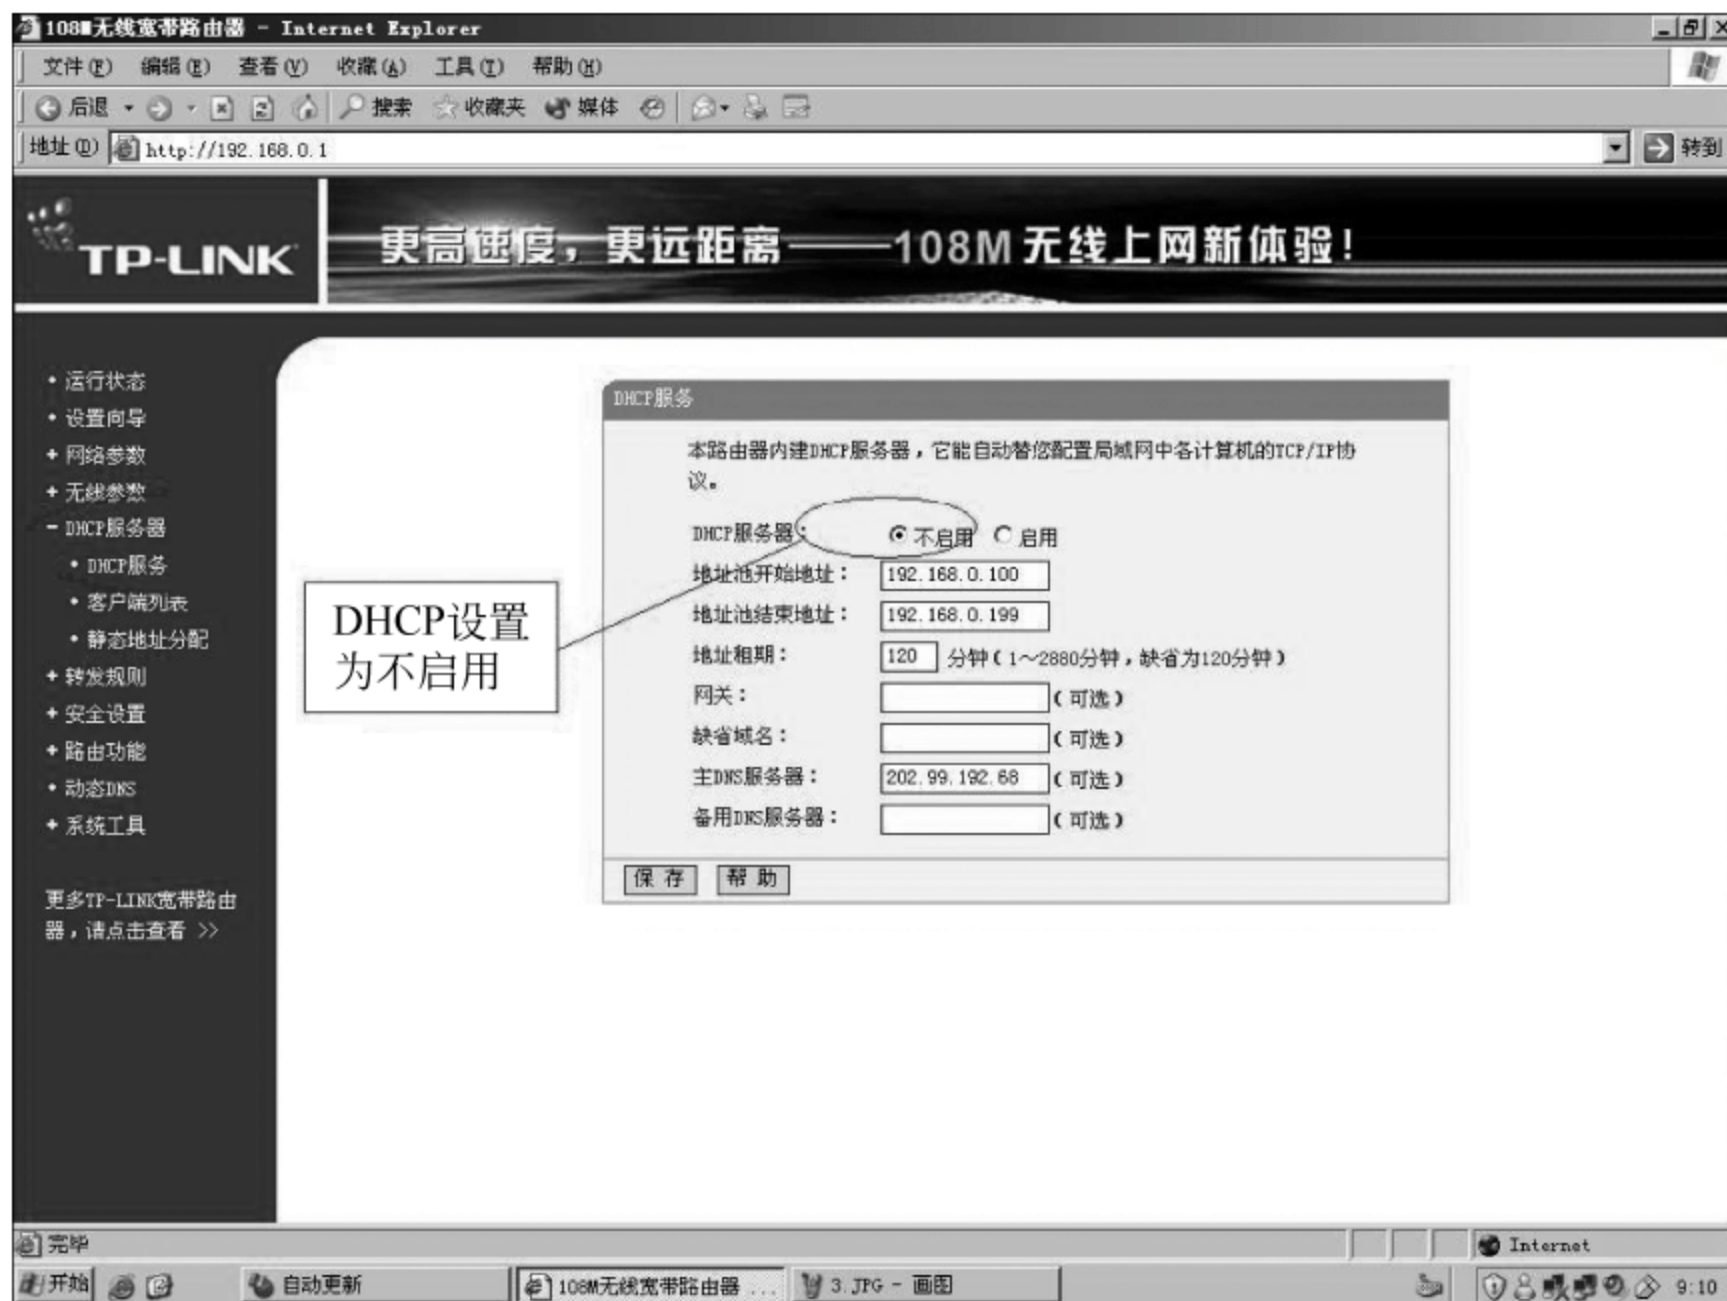 108M无线宽带路由器 - Internet Explorer
文件(F) 编辑(E) 查看(V) 收藏(A) 工具(T) 帮助(H)
后退 搜索 收藏夹 媒体
地址(D) http://192.168.0.1 转到
TP-LINK
更高速度，更远距离——108M无线上网新体验！
• 运行状态
• 设置向导
+ 网络参数
+ 无线参数
- DHCP服务器
• DHCP服务
• 客户端列表
• 静态地址分配
+ 转发规则
+ 安全设置
+ 路由功能
• 动态DNS
+ 系统工具
更多TP-LINK宽带路由
器，请点击查看 >>
DHCP设置
为不启用
DHCP服务
本路由器内建DHCP服务器，它能自动替您配置局域网中各计算机的TCP/IP协
议。
DHCP服务器： 不启用 启用
地址池开始地址： 192.168.0.100
地址池结束地址： 192.168.0.199
地址租期： 120 分钟（1～2880分钟，缺省为120分钟）
网关： （可选）
缺省域名： （可选）
主DNS服务器： 202.99.192.68 （可选）
备用DNS服务器： （可选）
保 存 帮 助
完毕 Internet
开始 自动更新 108M无线宽带路由器 ... 3.JPG - 画图 9:10